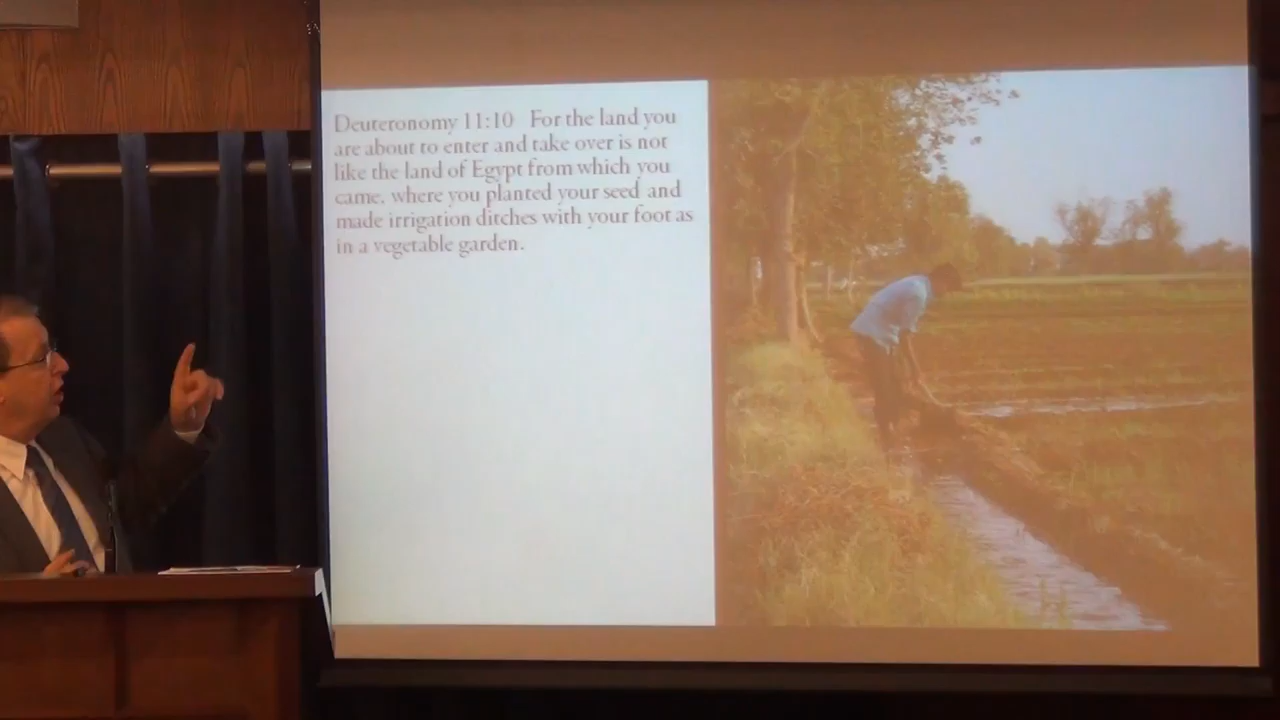 Deuteronomy 11:10 For the land you
are about to enter and take over is not
like the land of Egypt from which you
came, where you planted your seed and
made irrigation ditches with your foot as
in a vegetable garden.